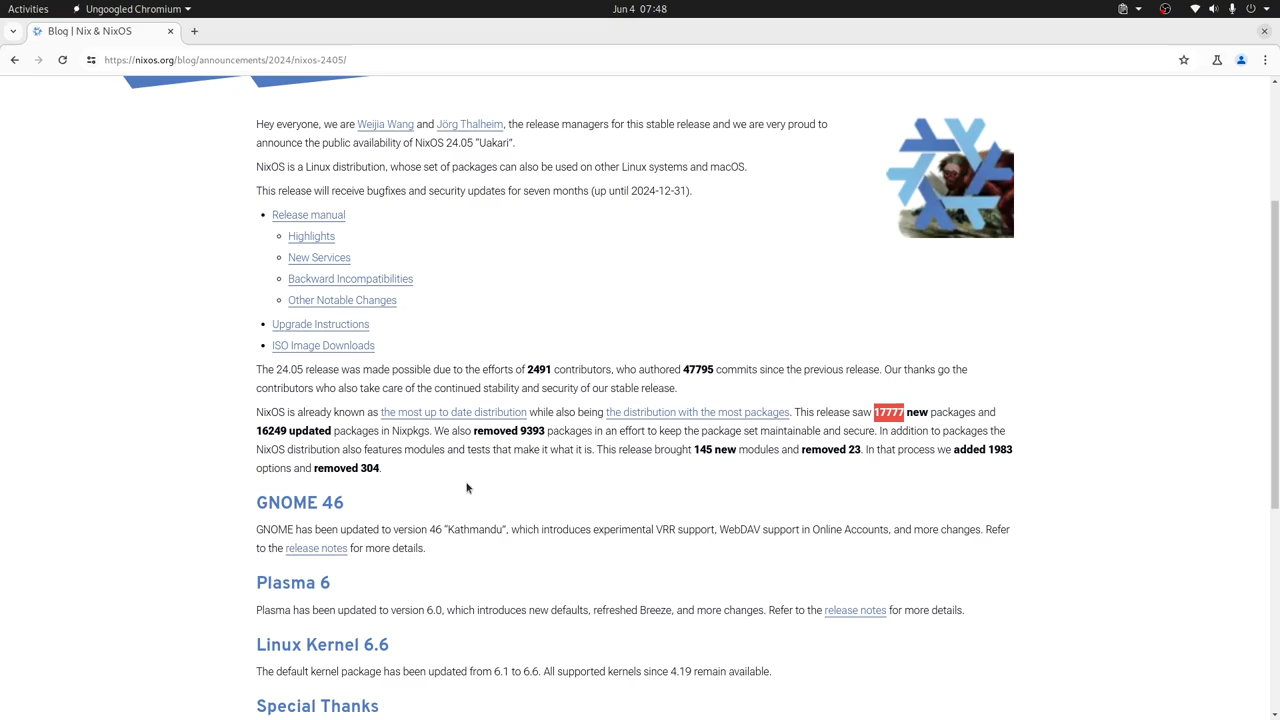 Activities
Ungoogled Chromium
Jun 4 07:48
Blog | Nix & NixOS
https://nixos.org/blog/announcements/2024/nixos-2405/
Hey everyone, we are Weijia Wang and Jörg Thalheim, the release managers for this stable release and we are very proud to
announce the public availability of NixOS 24.05 "Uakari".
NixOS is a Linux distribution, whose set of packages can also be used on other Linux systems and macOS.
This release will receive bugfixes and security updates for seven months (up until 2024-12-31).
Release manual
Highlights
New Services
Backward Incompatibilities
Other Notable Changes
Upgrade Instructions
ISO Image Downloads
The 24.05 release was made possible due to the efforts of 2491 contributors, who authored 47795 commits since the previous release. Our thanks go the
contributors who also take care of the continued stability and security of our stable release.
NixOS is already known as the most up to date distribution while also being the distribution with the most packages. This release saw 17777 new packages and
16249 updated packages in Nixpkgs. We also removed 9393 packages in an effort to keep the package set maintainable and secure. In addition to packages the
NixOS distribution also features modules and tests that make it what it is. This release brought 145 new modules and removed 23. In that process we added 1983
options and removed 304.
GNOME 46
GNOME has been updated to version 46 "Kathmandu", which introduces experimental VRR support, WebDAV support in Online Accounts, and more changes. Refer
to the release notes for more details.
Plasma 6
Plasma has been updated to version 6.0, which introduces new defaults, refreshed Breeze, and more changes. Refer to the release notes for more details.
Linux Kernel 6.6
The default kernel package has been updated from 6.1 to 6.6. All supported kernels since 4.19 remain available.
Special Thanks